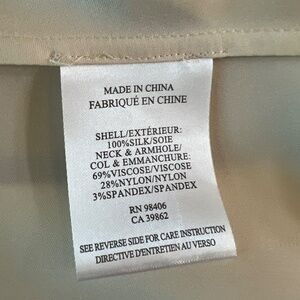 MADE IN CHINA
FABRIQUÉ EN CHINE
SHELL/EXTÉRIEUR:
100%SILK/SOIE
NECK & ARMHOLE/
COL & EMMANCHURE:
69%VISCOSE/VISCOSE
28%NYLON/NYLON
3%SPANDEX/SPANDEX
RN 98406
CA 39862
SEE REVERSE SIDE FOR CARE INSTRUCTION
DIRECTIVE D'ENTRETIEN AU VERSO